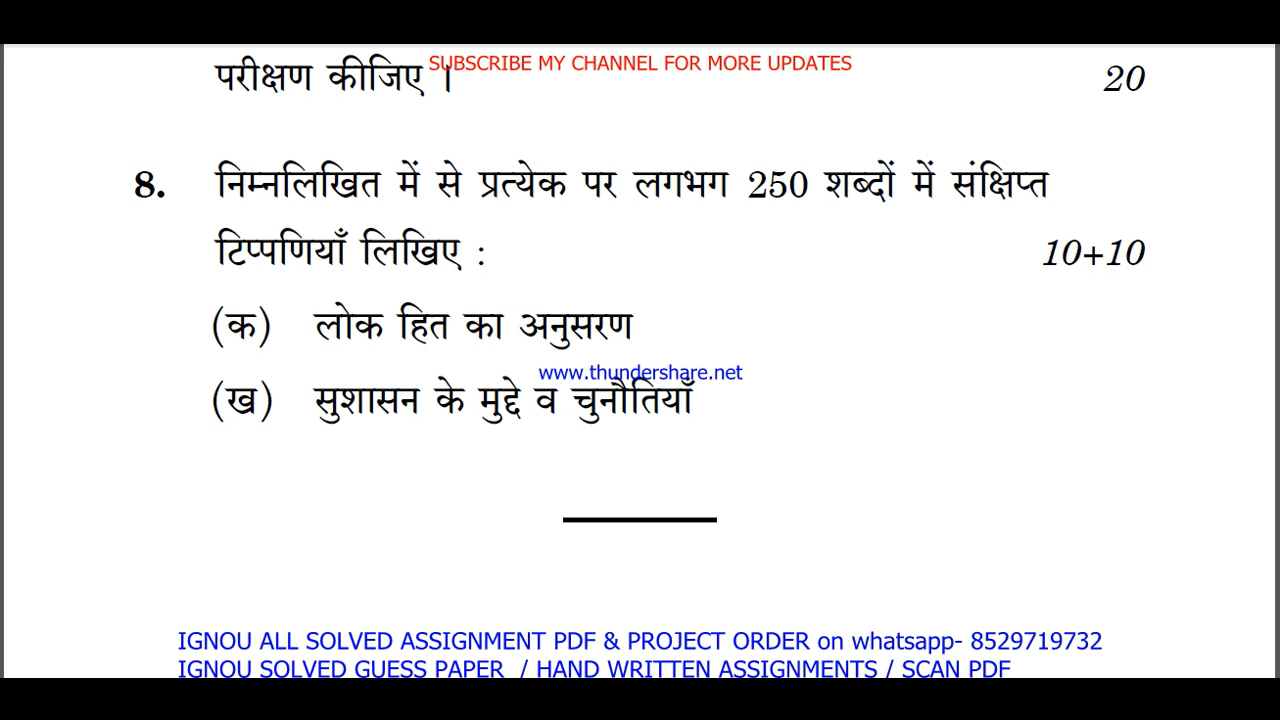 SUBSCRIBE MY CHANNEL FOR MORE UPDATES
परीक्षण कीजिए । 20
8. निम्नलिखित में से प्रत्येक पर लगभग 250 शब्दों में संक्षिप्त
टिप्पणियाँ लिखिए : 10+10
(क) लोक हित का अनुसरण
www.thundershare.net
(ख) सुशासन के मुद्दे व चुनौतियाँ
IGNOU ALL SOLVED ASSIGNMENT PDF & PROJECT ORDER on whatsapp- 8529719732
IGNOU SOLVED GUESS PAPER / HAND WRITTEN ASSIGNMENTS / SCAN PDF